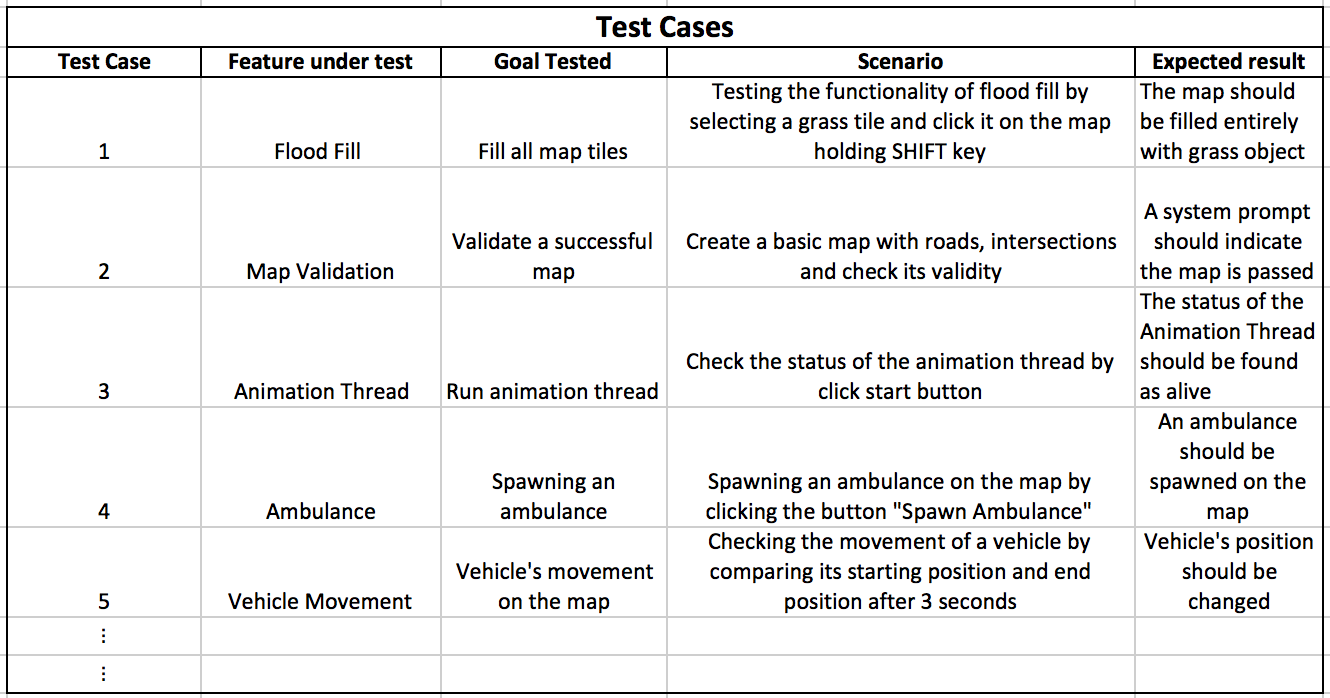 Test Cases
Test Case Feature under test Goal Tested Scenario Expected result
Testing the functionality of flood fill by The map should
selecting a grass tile and click it on the map be filled entirely
1 Flood Fill Fill all map tiles holding SHIFT key with grass object
A system prompt
Validate a successful Create a basic map with roads, intersections should indicate
2 Map Validation map and check its validity the map is passed
The status of the
Animation Thread
Check the status of the animation thread by should be found
3 Animation Thread Run animation thread click start button as alive
An ambulance
should be
Spawning an Spawning an ambulance on the map by spawned on the
4 Ambulance ambulance clicking the button "Spawn Ambulance" map
Checking the movement of a vehicle by Vehicle's position
Vehicle's movement comparing its starting position and end should be
5 Vehicle Movement on the map position after 3 seconds changed
⋮
⋮